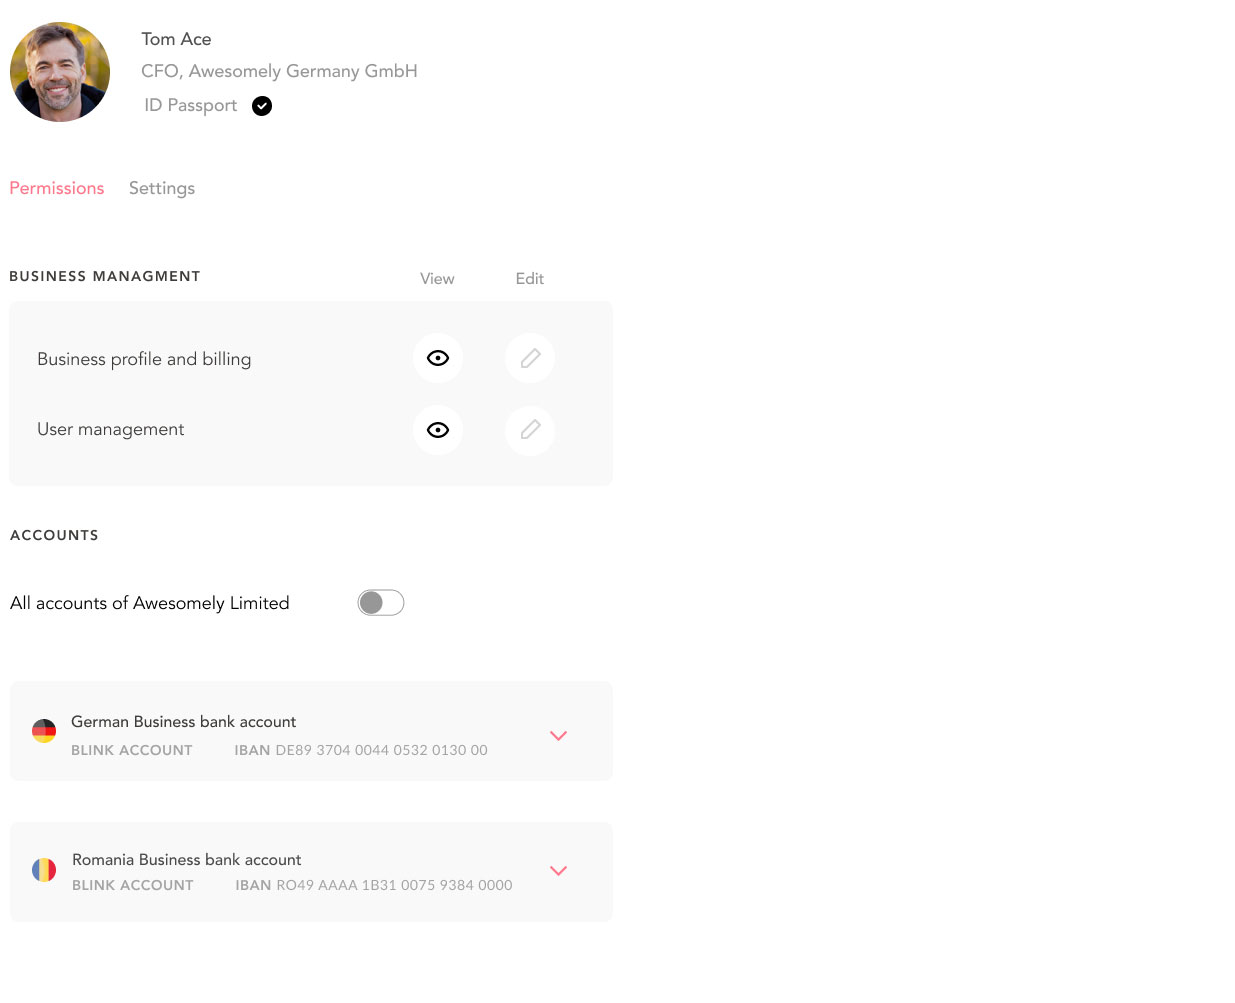 Tom Ace
CFO, Awesomely Germany GmbH
ID Passport
Permissions Settings
BUSINESS MANAGMENT View Edit
Business profile and billing
User management
ACCOUNTS
All accounts of Awesomely Limited
German Business bank account
BLINK ACCOUNT IBAN DE89 3704 0044 0532 0130 00
Romania Business bank account
BLINK ACCOUNT IBAN RO49 AAAA 1B31 0075 9384 0000